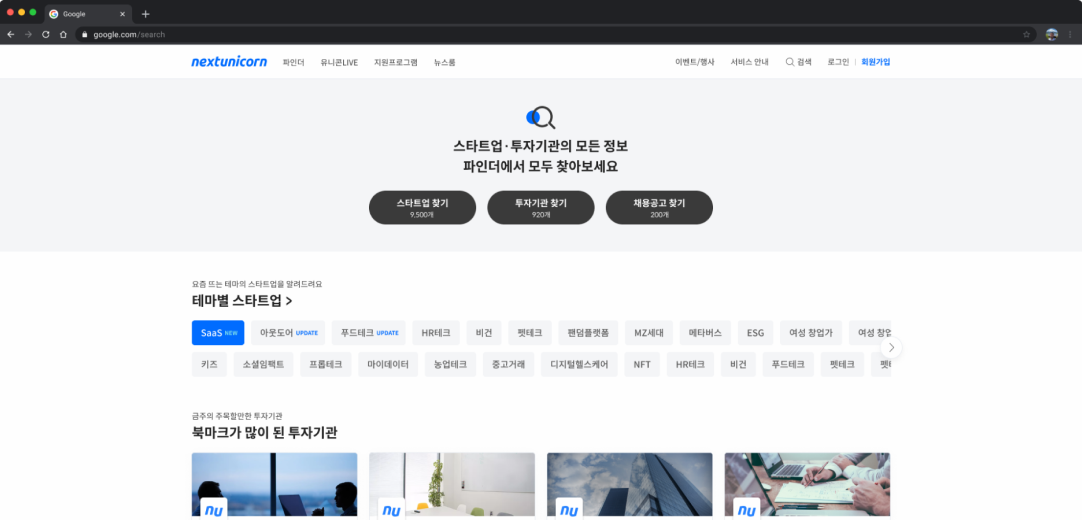 Google
google.com/search
nextunicorn 파인더 유니콘LIVE 지원프로그램 뉴스룸 이벤트/행사 서비스 안내 검색 로그인 | 회원가입
스타트업·투자기관의 모든 정보
파인더에서 모두 찾아보세요
스타트업 찾기 투자기관 찾기 채용공고 찾기
9,500개 920개 200개
요즘 뜨는 테마의 스타트업을 알려드려요
테마별 스타트업 >
SaaS NEW 아웃도어 UPDATE 푸드테크 UPDATE HR테크 비건 펫테크 팬덤플랫폼 MZ세대 메타버스 ESG 여성 창업가 여성 창업
키즈 소셜임팩트 프롭테크 마이데이터 농업테크 중고거래 디지털헬스케어 NFT HR테크 비건 푸드테크 펫테크
금주의 주목할만한 투자기관
북마크가 많이 된 투자기관
nu nu nu nu